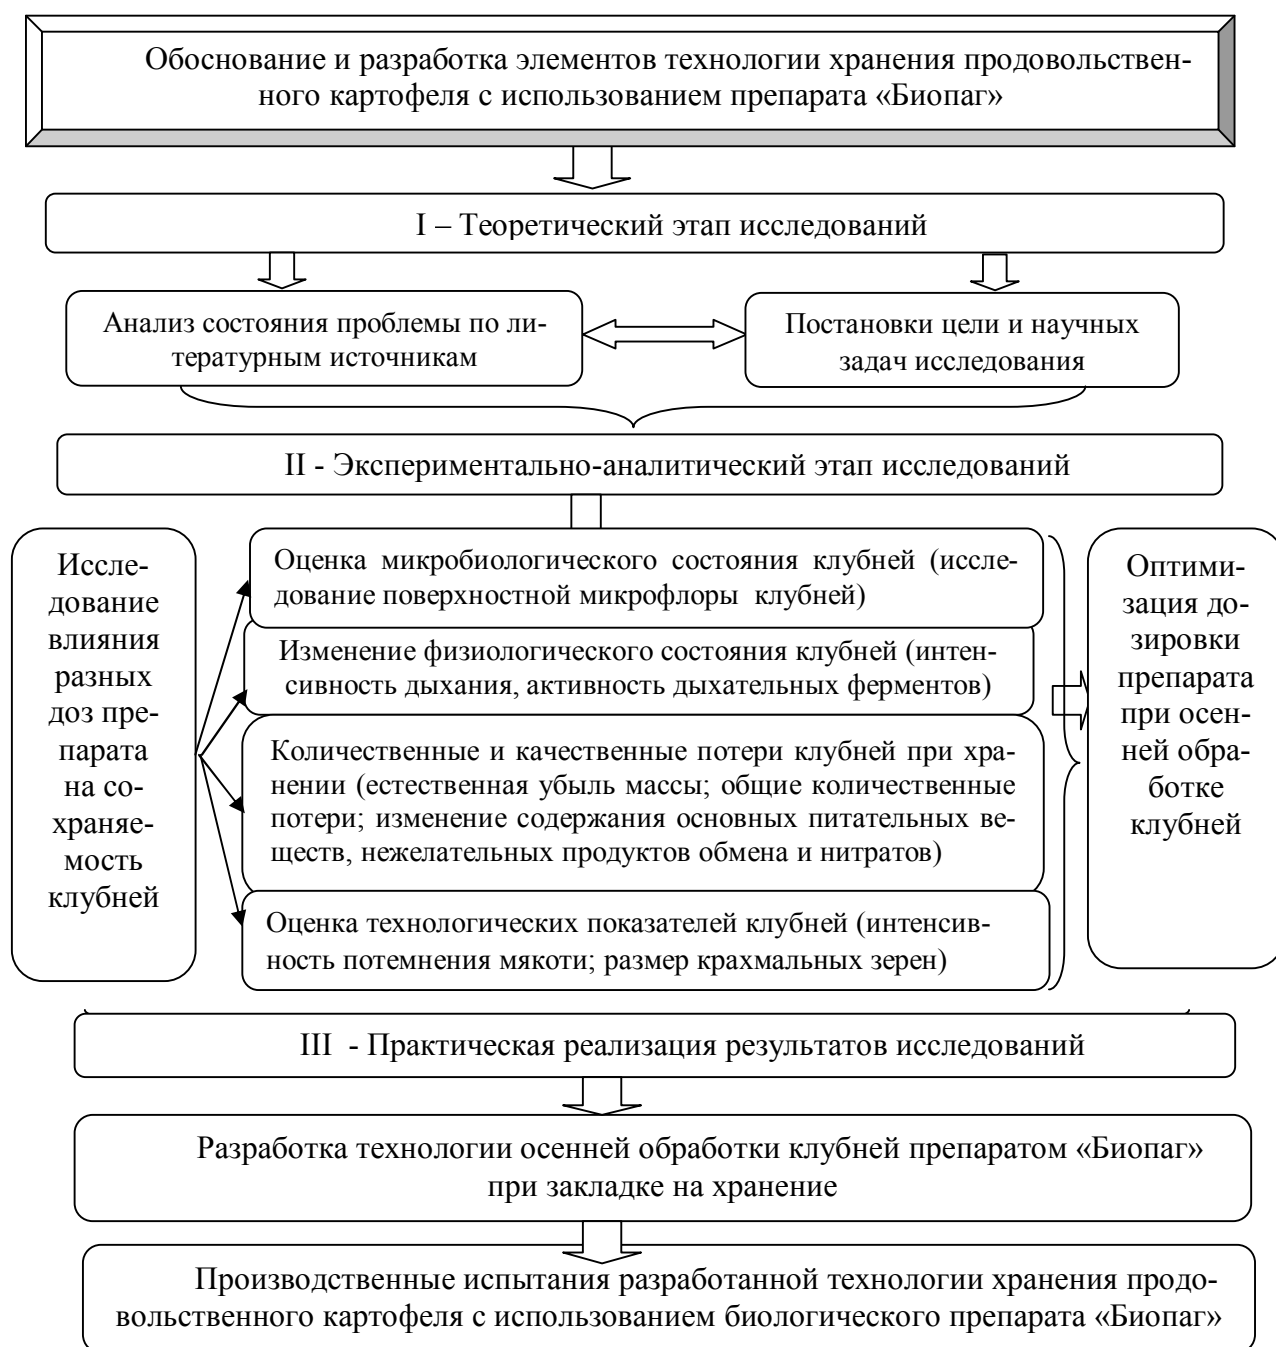 Обоснование и разработка элементов технологии хранения продовольствен-
ного картофеля с использованием препарата «Биопаг»
I – Теоретический этап исследований
Анализ состояния проблемы по ли-
тературным источникам
Постановки цели и научных
задач исследования
II - Экспериментально-аналитический этап исследований
Иссле-
дование
влияния
разных
доз пре-
парата
на со-
храняе-
мость
клубней
Оценка микробиологического состояния клубней (иссле-
дование поверхностной микрофлоры клубней)
Изменение физиологического состояния клубней (интен-
сивность дыхания, активность дыхательных ферментов)
Количественные и качественные потери клубней при хра-
нении (естественная убыль массы; общие количественные
потери; изменение содержания основных питательных ве-
ществ, нежелательных продуктов обмена и нитратов)
Оценка технологических показателей клубней (интенсив-
ность потемнения мякоти; размер крахмальных зерен)
Оптими-
зация до-
зировки
препарата
при осен-
ней обра-
ботке
клубней
III - Практическая реализация результатов исследований
Разработка технологии осенней обработки клубней препаратом «Биопаг»
при закладке на хранение
Производственные испытания разработанной технологии хранения продо-
вольственного картофеля с использованием биологического препарата «Биопаг»